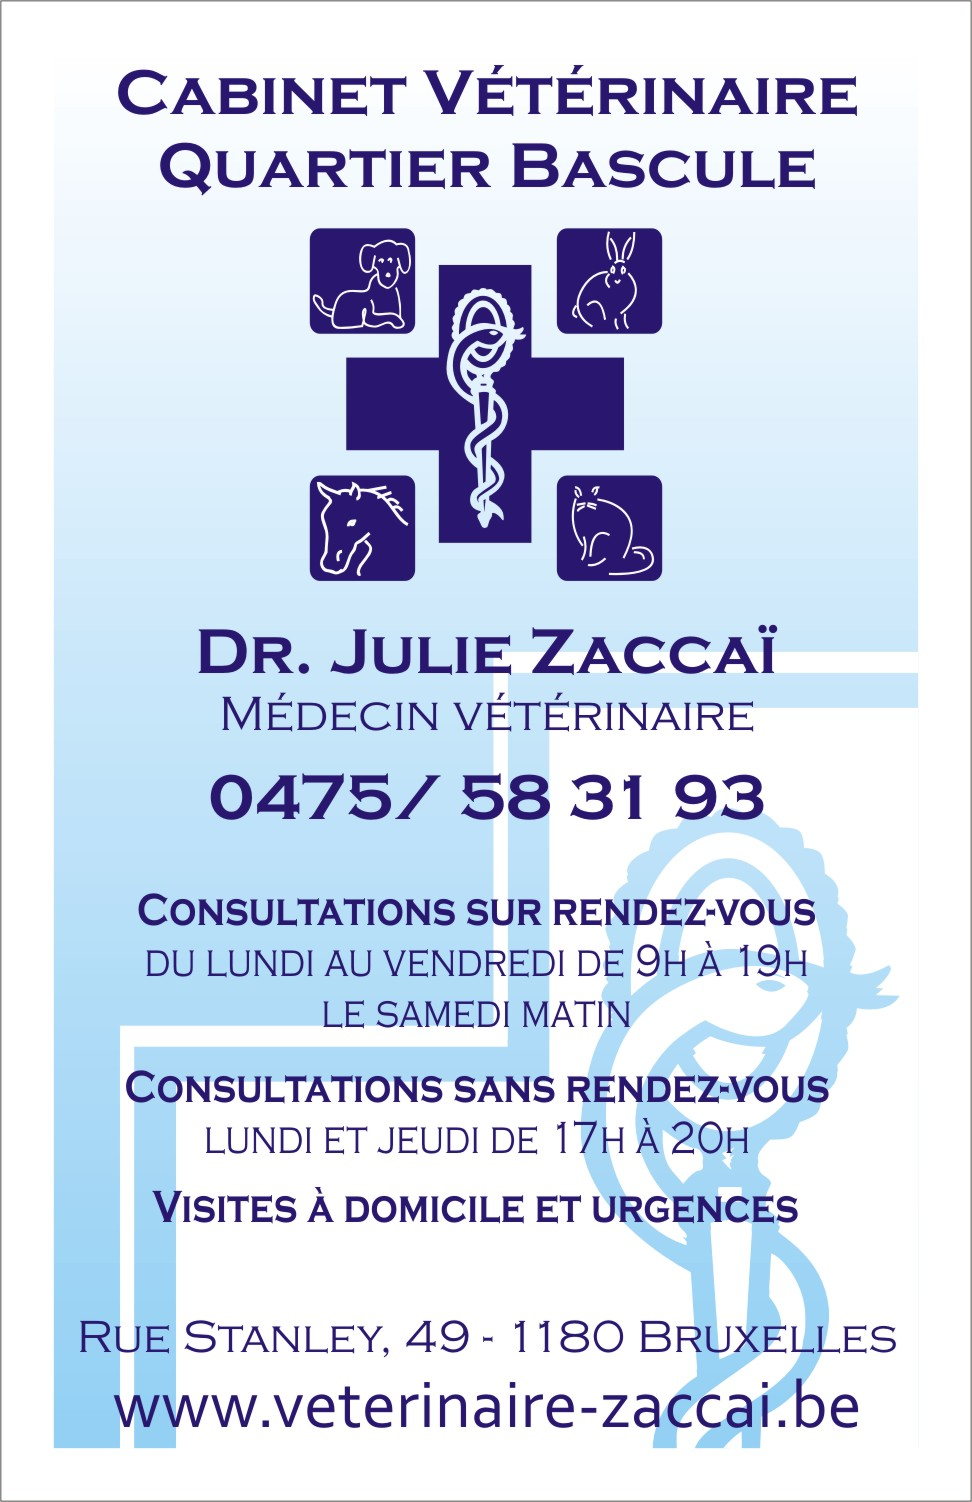 Cabinet Vétérinaire
Quartier Bascule
Dr. Julie Zaccaï
Médecin vétérinaire
0475/ 58 31 93
Consultations sur rendez-vous
du lundi au vendredi de 9h à 19h
le samedi matin
Consultations sans rendez-vous
lundi et jeudi de 17h à 20h
Visites à domicile et urgences
Rue Stanley, 49 - 1180 Bruxelles
www.veterinaire-zaccai.be